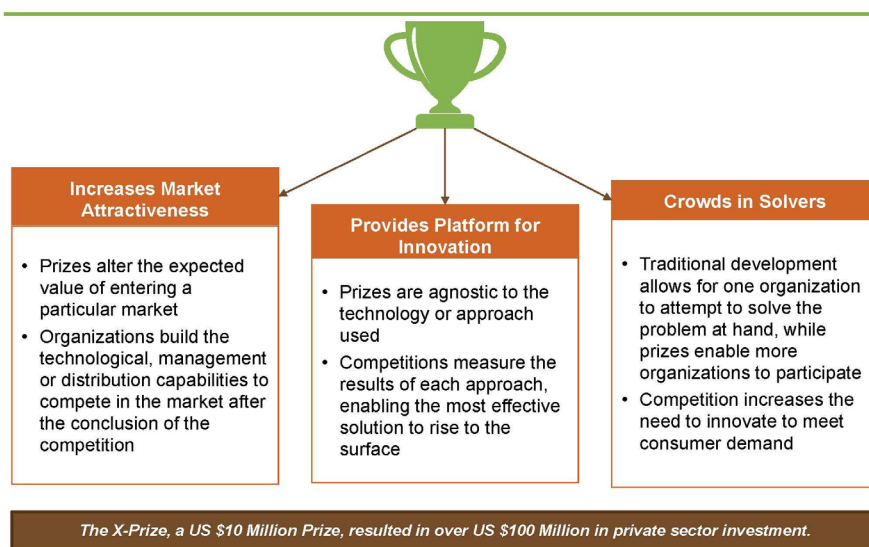 Increases Market
Attractiveness
• Prizes alter the expected
value of entering a
particular market
• Organizations build the
technological, management
or distribution capabilities to
compete in the market after
the conclusion of the
competition
Provides Platform for
Innovation
• Prizes are agnostic to the
technology or approach
used
• Competitions measure the
results of each approach,
enabling the most effective
solution to rise to the
surface
Crowds in Solvers
• Traditional development
allows for one organization
to attempt to solve the
problem at hand, while
prizes enable more
organizations to participate
• Competition increases the
need to innovate to meet
consumer demand
The X-Prize, a US $10 Million Prize, resulted in over US $100 Million in private sector investment.